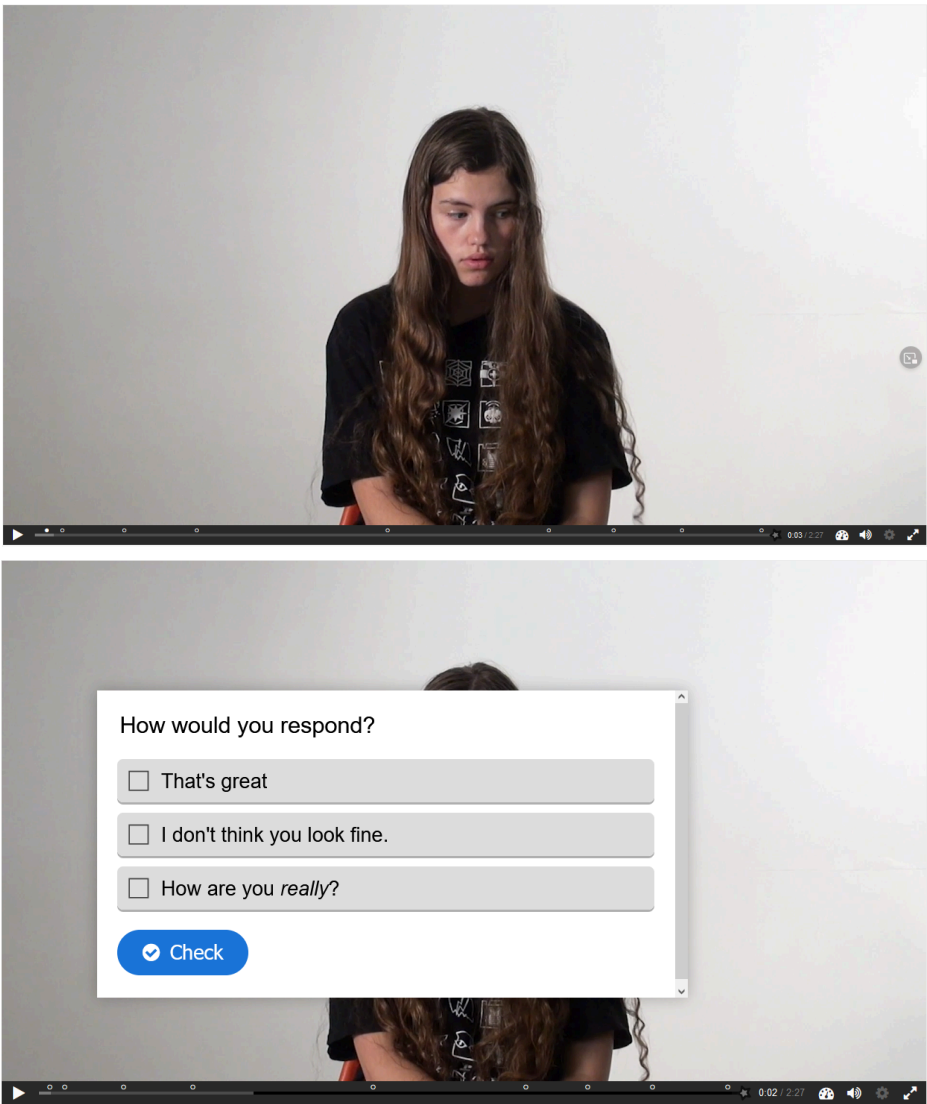 0:03 / 2:27
How would you respond?
That's great
I don't think you look fine.
How are you really?
Check
0:02 / 2:27